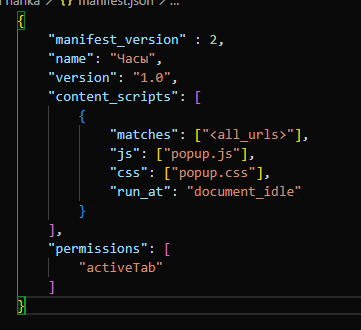 manifest.json > ...
{
"manifest_version" : 2,
"name": "Часы",
"version": "1.0",
"content_scripts": [
{
"matches": ["<all_urls>"],
"js": ["popup.js"],
"css": ["popup.css"],
"run_at": "document_idle"
}
],
"permissions": [
"activeTab"
]
}